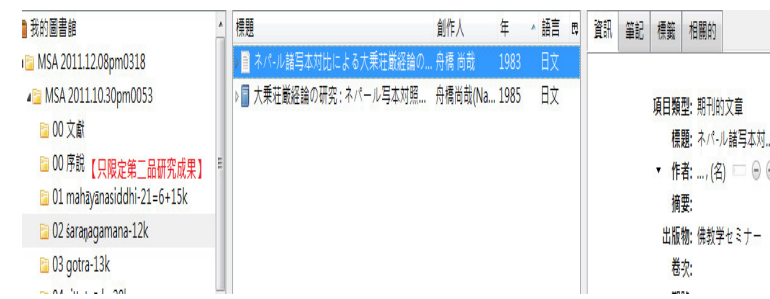 我的圖書館
MSA 2011.12.08pm0318
MSA 2011.10.30pm0053
00 文獻
00 序說【只限定第二品研究成果】
01 mahāyānasiddhi-21=6+15k
02 śaraṇagamana-12k
03 gotra-13k
標題 創作人 年 語言
ネパール諸写本対比による大乗荘厳経論の... 舟橋 尚哉 1983 日文
大乗荘厳経論の研究 : ネパール写本対照... 舟橋尚哉(Na... 1985 日文
資訊 筆記 標籤 相關的
項目類型: 期刊的文章
標題: ネパール諸写本対...
作者: ..., (名)
摘要:
出版物: 佛教学セミナー
卷次: